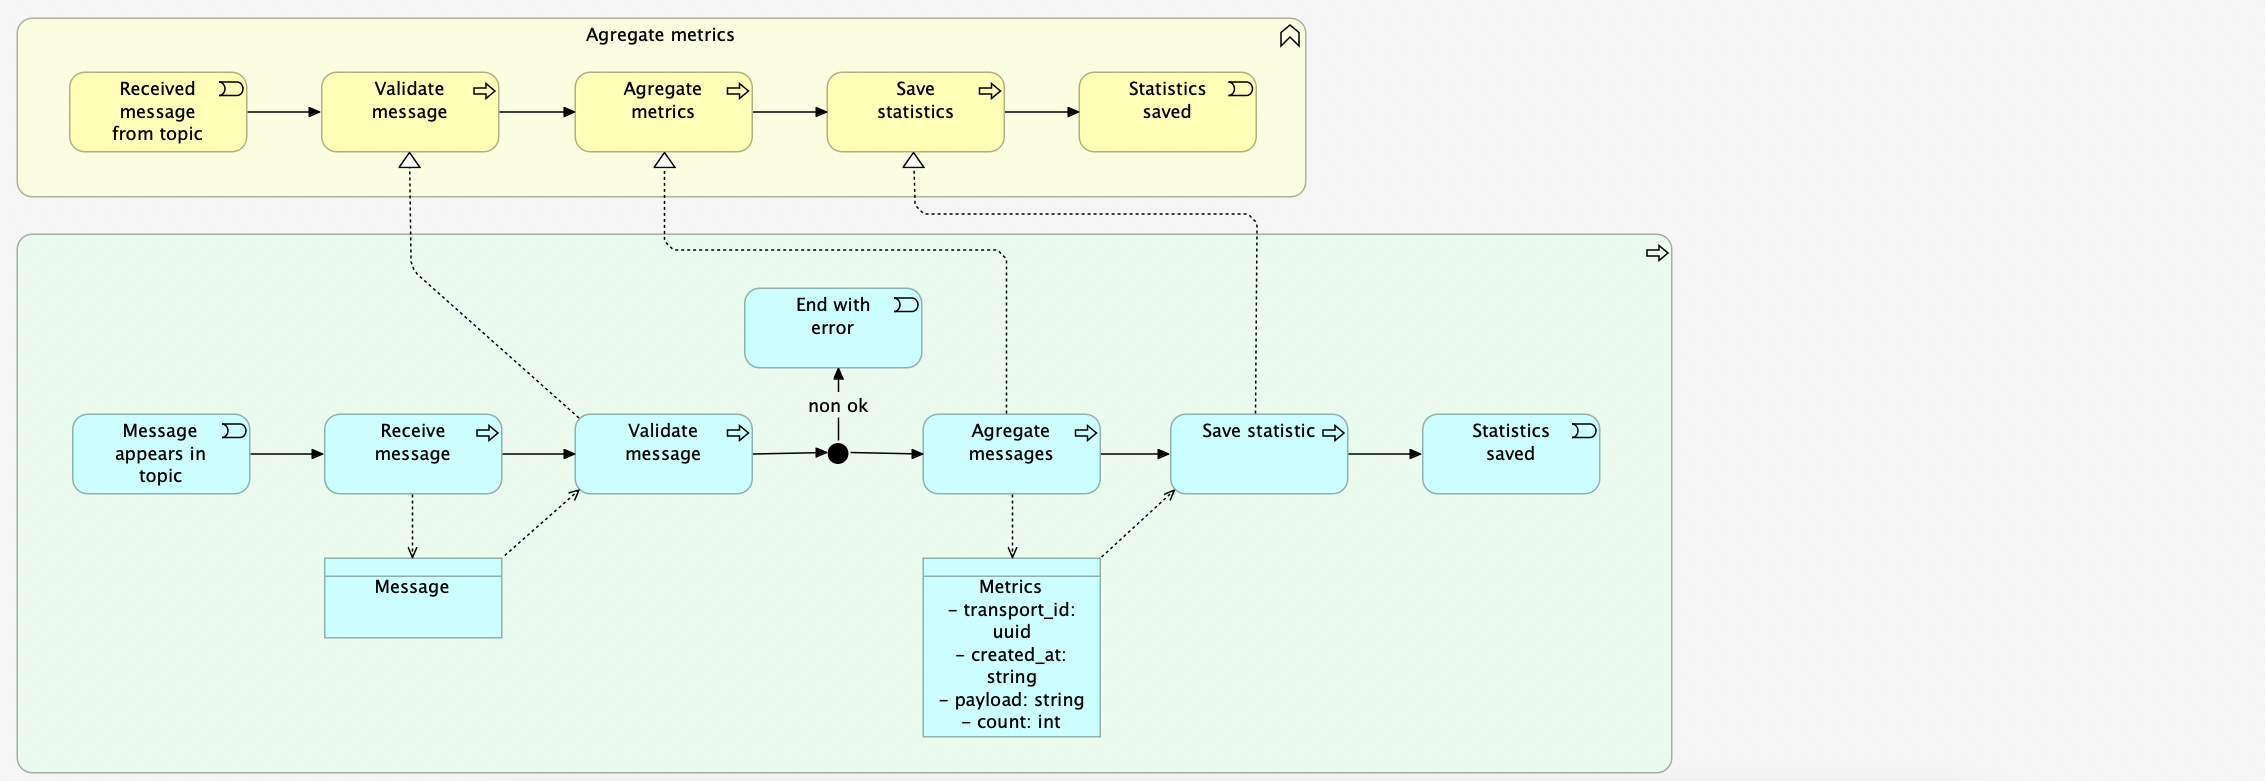 Agregate metrics
Received
message
from topic
Validate
message
Agregate
metrics
Save
statistics
Statistics
saved
End with
error
non ok
Message
appears in
topic
Receive
message
Validate
message
Agregate
messages
Save statistic
Statistics
saved
Message
Metrics
- transport_id:
uuid
- created_at:
string
- payload: string
- count: int